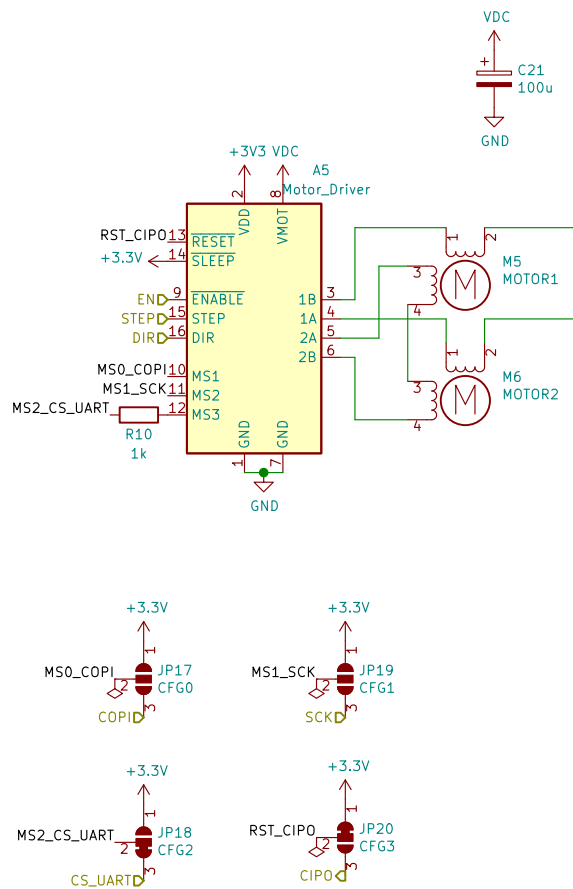 VDC
+
C21
100u
GND
+3V3 VDC
A5
Motor_Driver
2
8
VDD
VMOT
RST_CIPO 13 RESET
+3.3V 14 SLEEP
EN 9 ENABLE
STEP 15 STEP
DIR 16 DIR
MS0_COPI 10 MS1
MS1_SCK 11 MS2
MS2_CS_UART 12 MS3
R10
1k
1B 3
1A 4
2A 5
2B 6
GND
GND
1
7
GND
1
2
3
4
M
M5
MOTOR1
1
2
3
4
M
M6
MOTOR2
+3.3V
1
MS0_COPI
2
JP17
CFG0
3
COPI
+3.3V
1
MS1_SCK
2
JP19
CFG1
3
SCK
+3.3V
1
MS2_CS_UART
2
JP18
CFG2
3
CS_UART
+3.3V
1
RST_CIPO
2
JP20
CFG3
3
CIPO